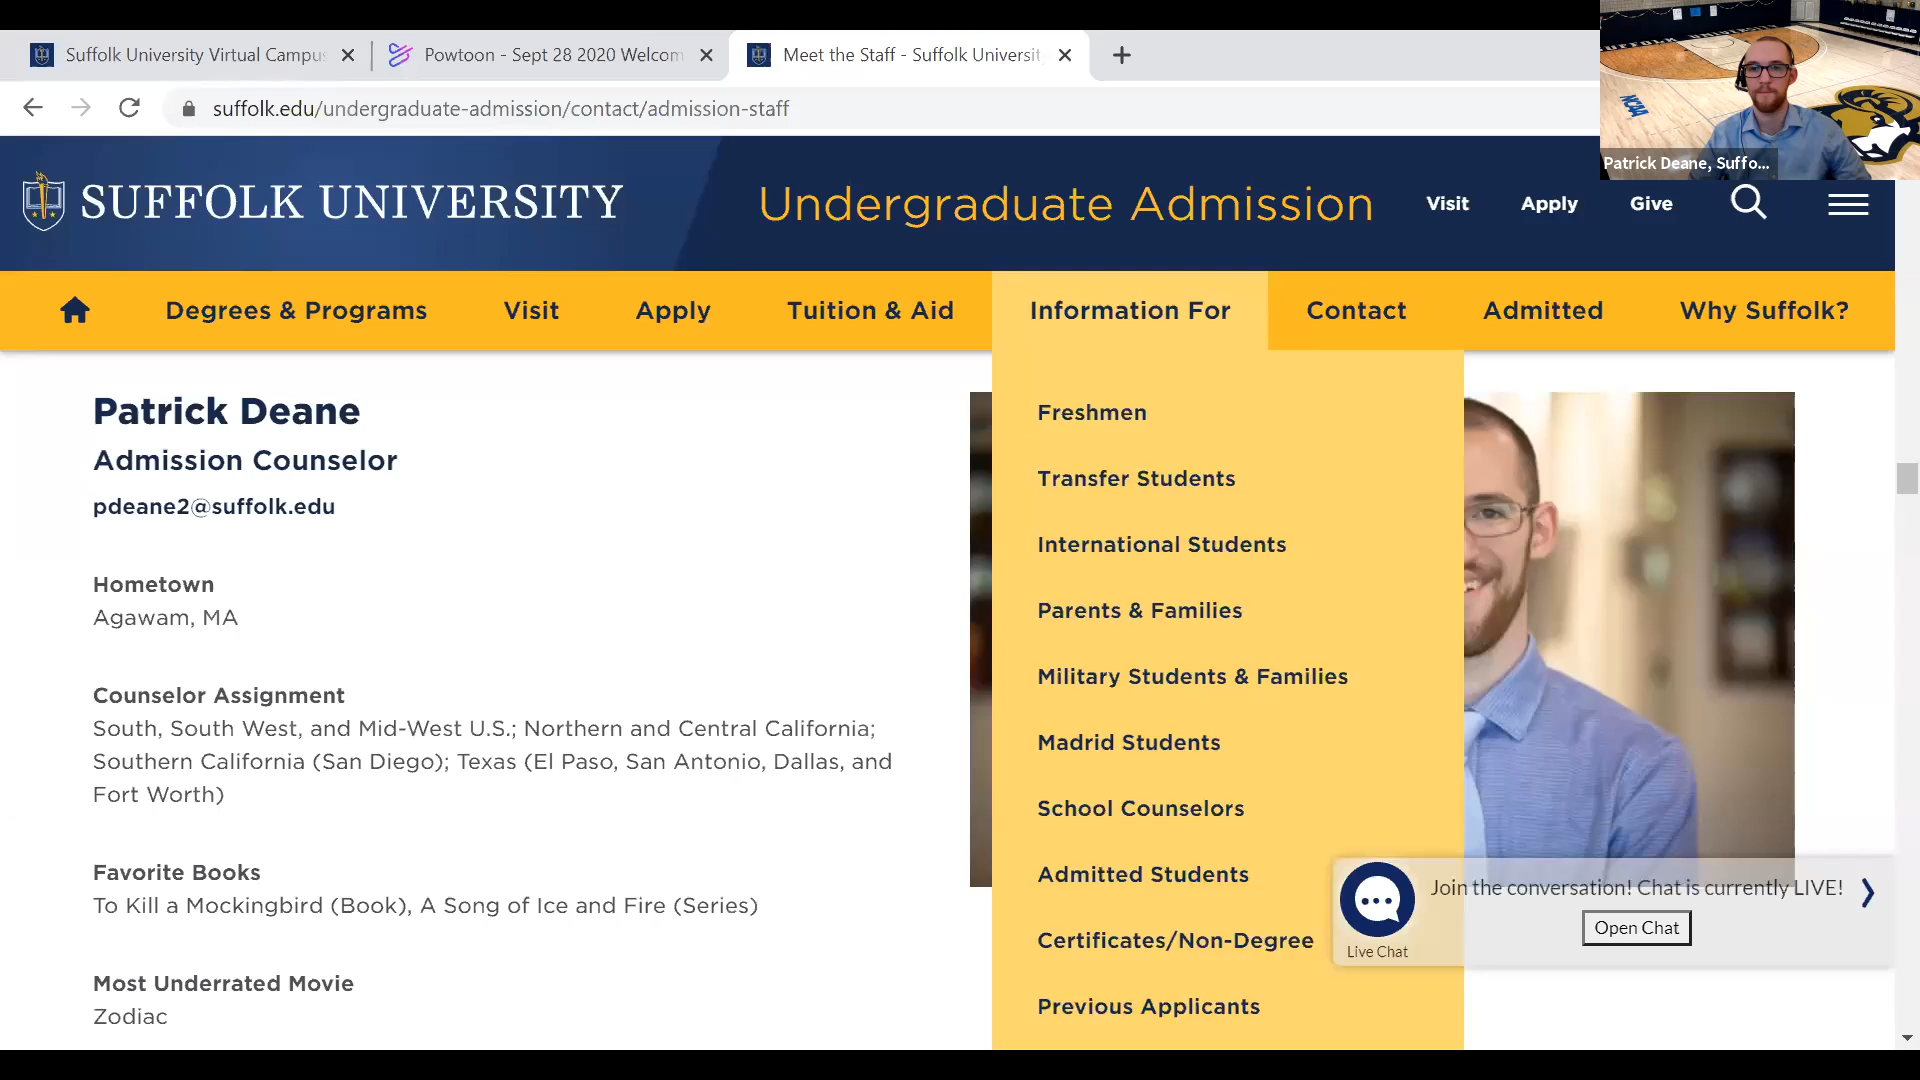 Suffolk University Virtual Campus
Powtoon - Sept 28 2020 Welcom
Meet the Staff - Suffolk University
suffolk.edu/undergraduate-admission/contact/admission-staff
SUFFOLK UNIVERSITY
NCAA
Patrick Deane, Suffo...
SUFFOLK UNIVERSITY
Undergraduate Admission
Visit
Apply
Give
Degrees & Programs
Visit
Apply
Tuition & Aid
Information For
Contact
Admitted
Why Suffolk?
Patrick Deane
Admission Counselor
pdeane2@suffolk.edu
Hometown
Agawam, MA
Counselor Assignment
South, South West, and Mid-West U.S.; Northern and Central California;
Southern California (San Diego); Texas (El Paso, San Antonio, Dallas, and
Fort Worth)
Favorite Books
To Kill a Mockingbird (Book), A Song of Ice and Fire (Series)
Most Underrated Movie
Zodiac
Freshmen
Transfer Students
International Students
Parents & Families
Military Students & Families
Madrid Students
School Counselors
Admitted Students
Certificates/Non-Degree
Previous Applicants
Join the conversation! Chat is currently LIVE!
Open Chat
Live Chat